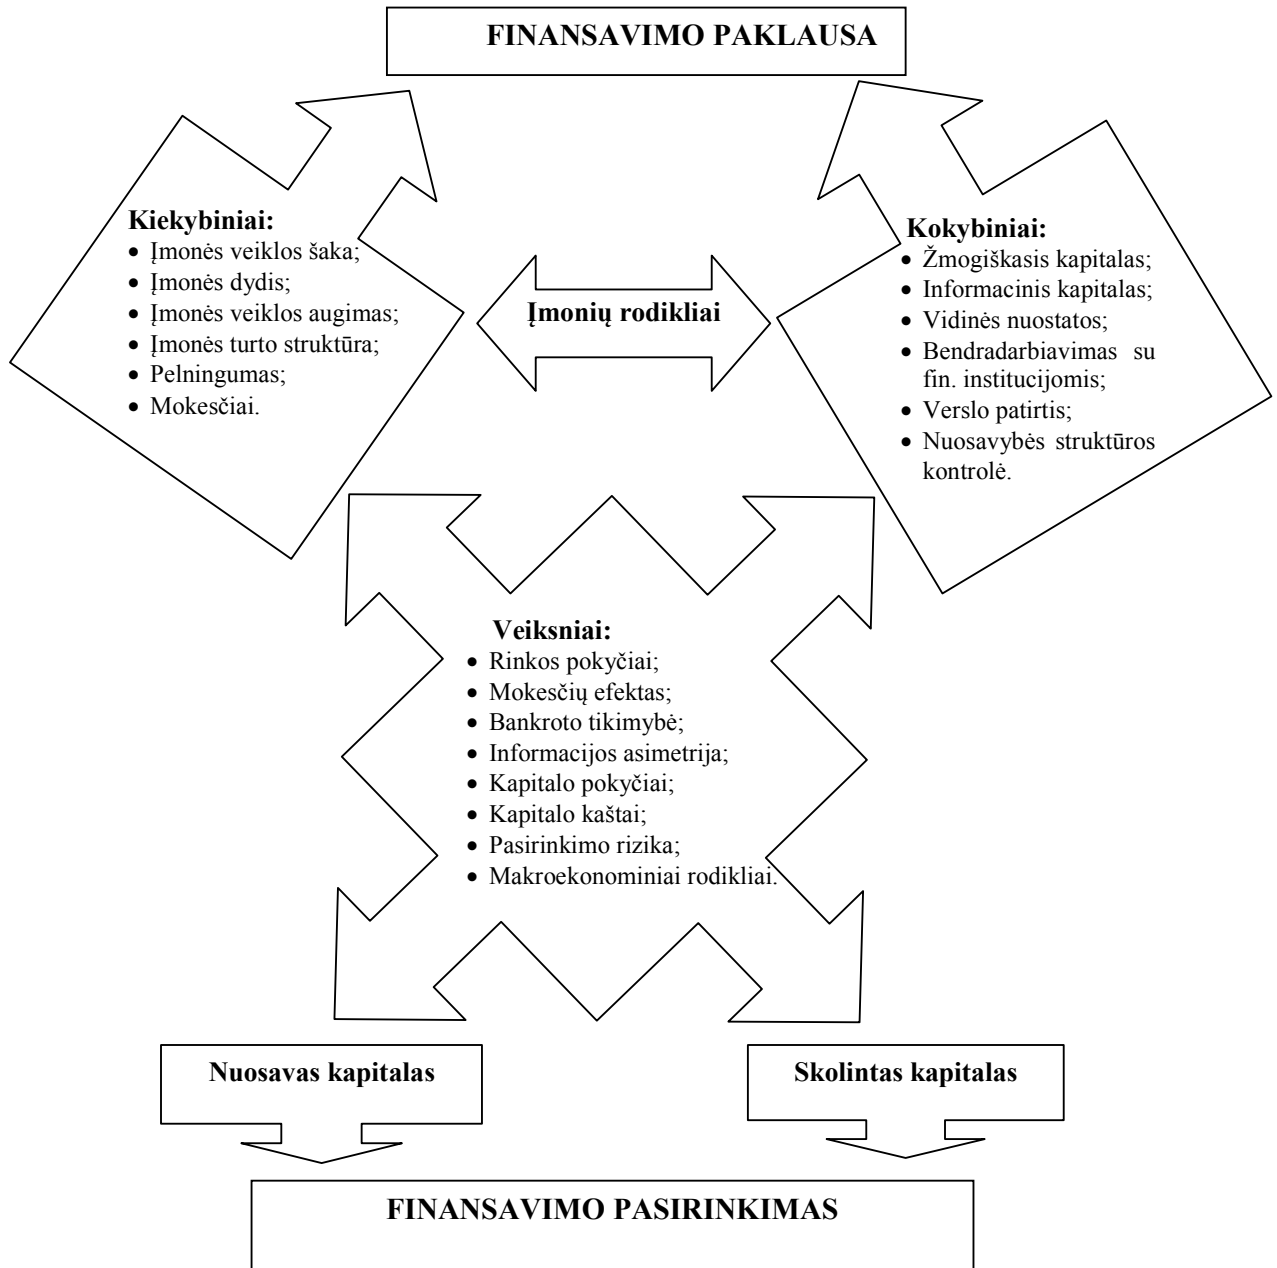 FINANSAVIMO PAKLAUSA
Kiekybiniai:
• Įmonės veiklos šaka;
• Įmonės dydis;
• Įmonės veiklos augimas;
• Įmonės turto struktūra;
• Pelningumas;
• Mokesčiai.
Įmonių rodikliai
Kokybiniai:
• Žmogiškasis kapitalas;
• Informacinis kapitalas;
• Vidinės nuostatos;
• Bendradarbiavimas su
fin. institucijomis;
• Verslo patirtis;
• Nuosavybės struktūros
kontrolė.
Veiksniai:
• Rinkos pokyčiai;
• Mokesčių efektas;
• Bankroto tikimybė;
• Informacijos asimetrija;
• Kapitalo pokyčiai;
• Kapitalo kaštai;
• Pasirinkimo rizika;
• Makroekonominiai rodikliai.
Nuosavas kapitalas
Skolintas kapitalas
FINANSAVIMO PASIRINKIMAS